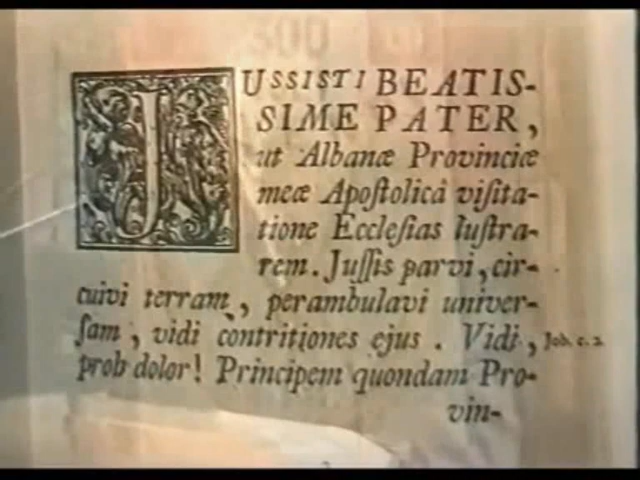 JUSSISTI BEATIS-
SIME PATER,
ut Albanæ Provinciæ
meæ Apostolicâ visita-
tione Ecclesias lustra-
rem. Jussis parvi, cir-
cuivi terram, perambulavi univer-
sam, vidi contritiones ejus. Vidi, Job. c. 2
proh dolor! Principem quondam Pro-
vin-